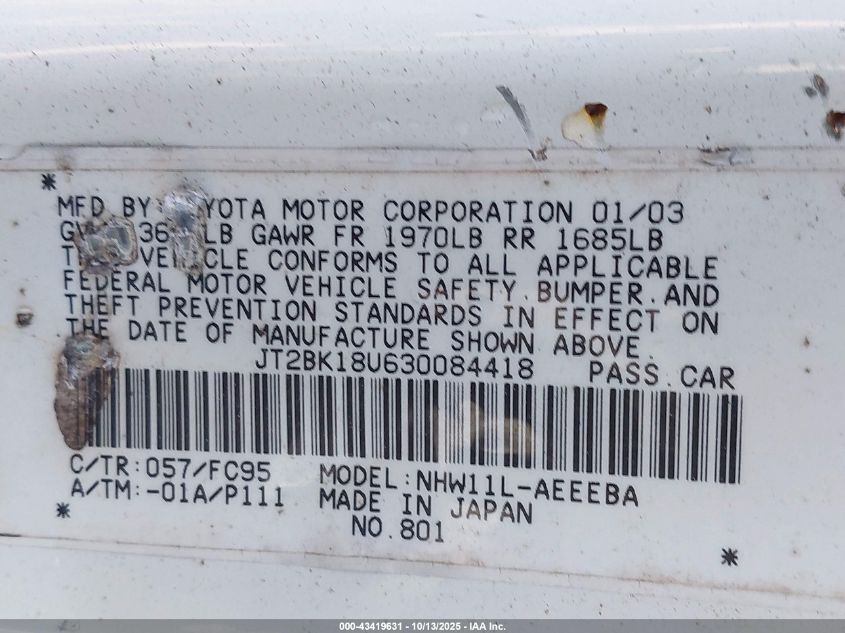 *
MFD BY YOTA MOTOR CORPORATION 01/03
LB GAWR FR 1970LB RR 1685LB
CONFORMS TO ALL APPLICABLE
FEDERAL MOTOR VEHICLE SAFETY.BUMPER.AND
THEFT PREVENTION STANDARDS IN EFFECT ON
THE DATE OF MANUFACTURE SHOWN ABOVE.
JT2BK18U630084418 PASS.CAR
C/TR:057/FC95 MODEL:NHW11L-AEEEBA
A/TM:-01A/P111 MADE IN JAPAN
* NO.801 *
000-43419631 - 10/13/2025 - IAA Inc.